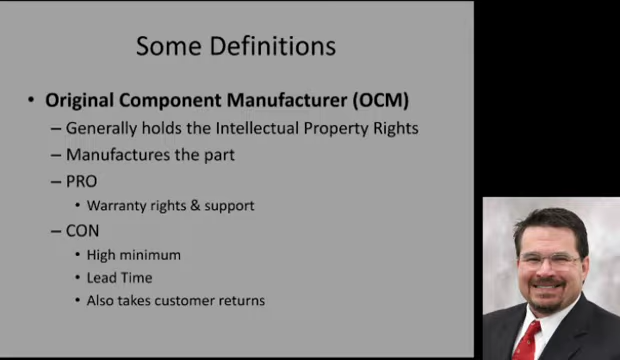 Some Definitions
• Original Component Manufacturer (OCM)
– Generally holds the Intellectual Property Rights
– Manufactures the part
– PRO
• Warranty rights & support
– CON
• High minimum
• Lead Time
• Also takes customer returns